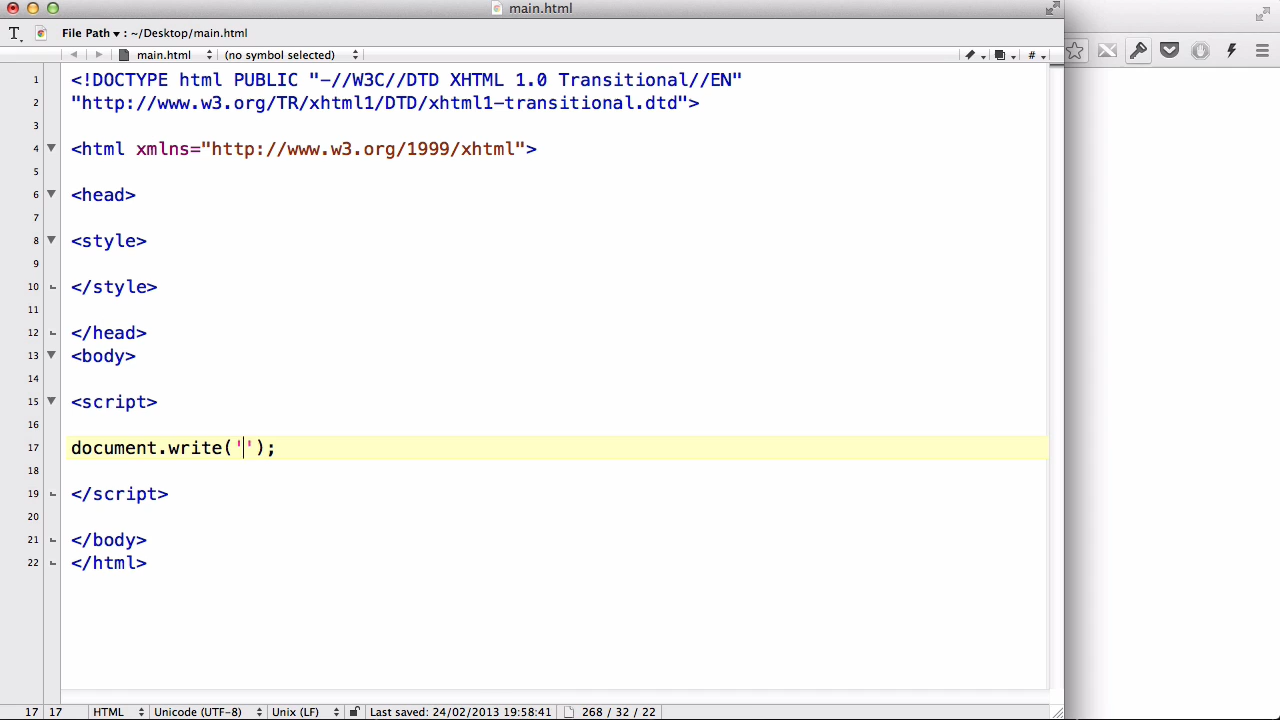 main.html
File Path : ~/Desktop/main.html
main.html (no symbol selected) #
1 <!DOCTYPE html PUBLIC "-//W3C//DTD XHTML 1.0 Transitional//EN"
2 "http://www.w3.org/TR/xhtml1/DTD/xhtml1-transitional.dtd">
3
4 <html xmlns="http://www.w3.org/1999/xhtml">
5
6 <head>
7
8 <style>
9
10 </style>
11
12 </head>
13 <body>
14
15 <script>
16
17 document.write('');
18
19 </script>
20
21 </body>
22 </html>
17 17 HTML Unicode (UTF-8) Unix (LF) Last saved: 24/02/2013 19:58:41 268 / 32 / 22